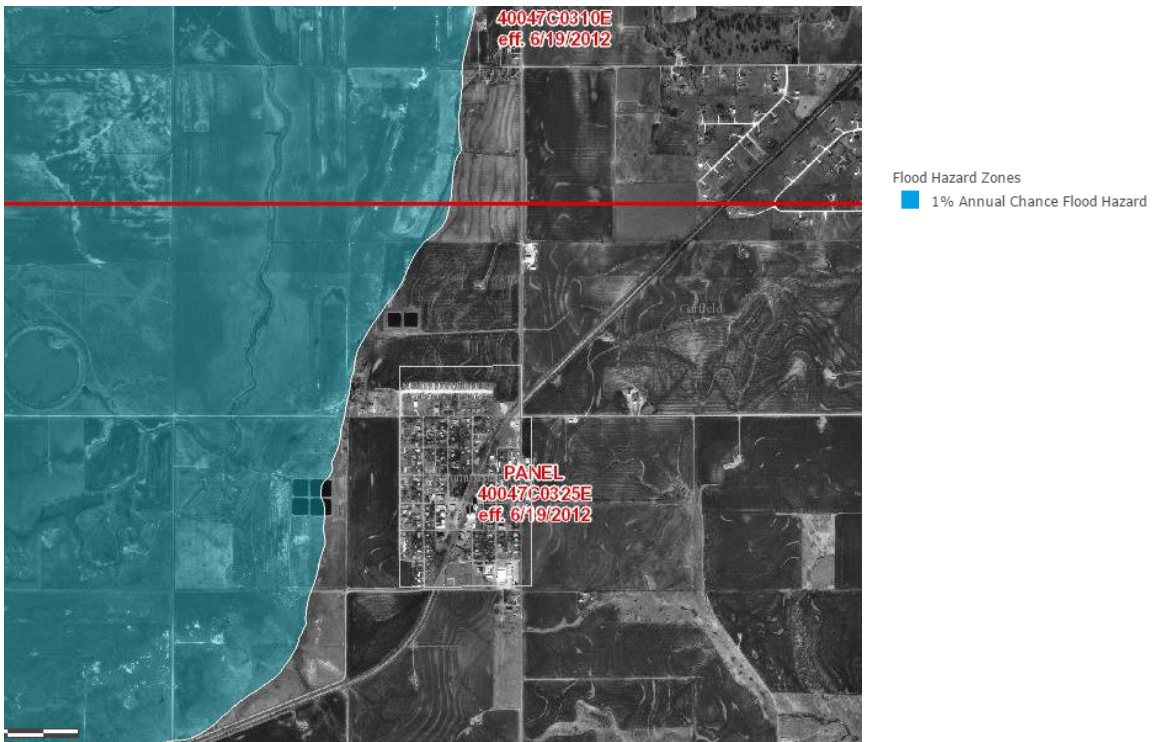 40047C0310E
eff. 6/19/2012
Flood Hazard Zones
1% Annual Chance Flood Hazard
Garfield
PANEL
40047C0325E
eff. 6/19/2012